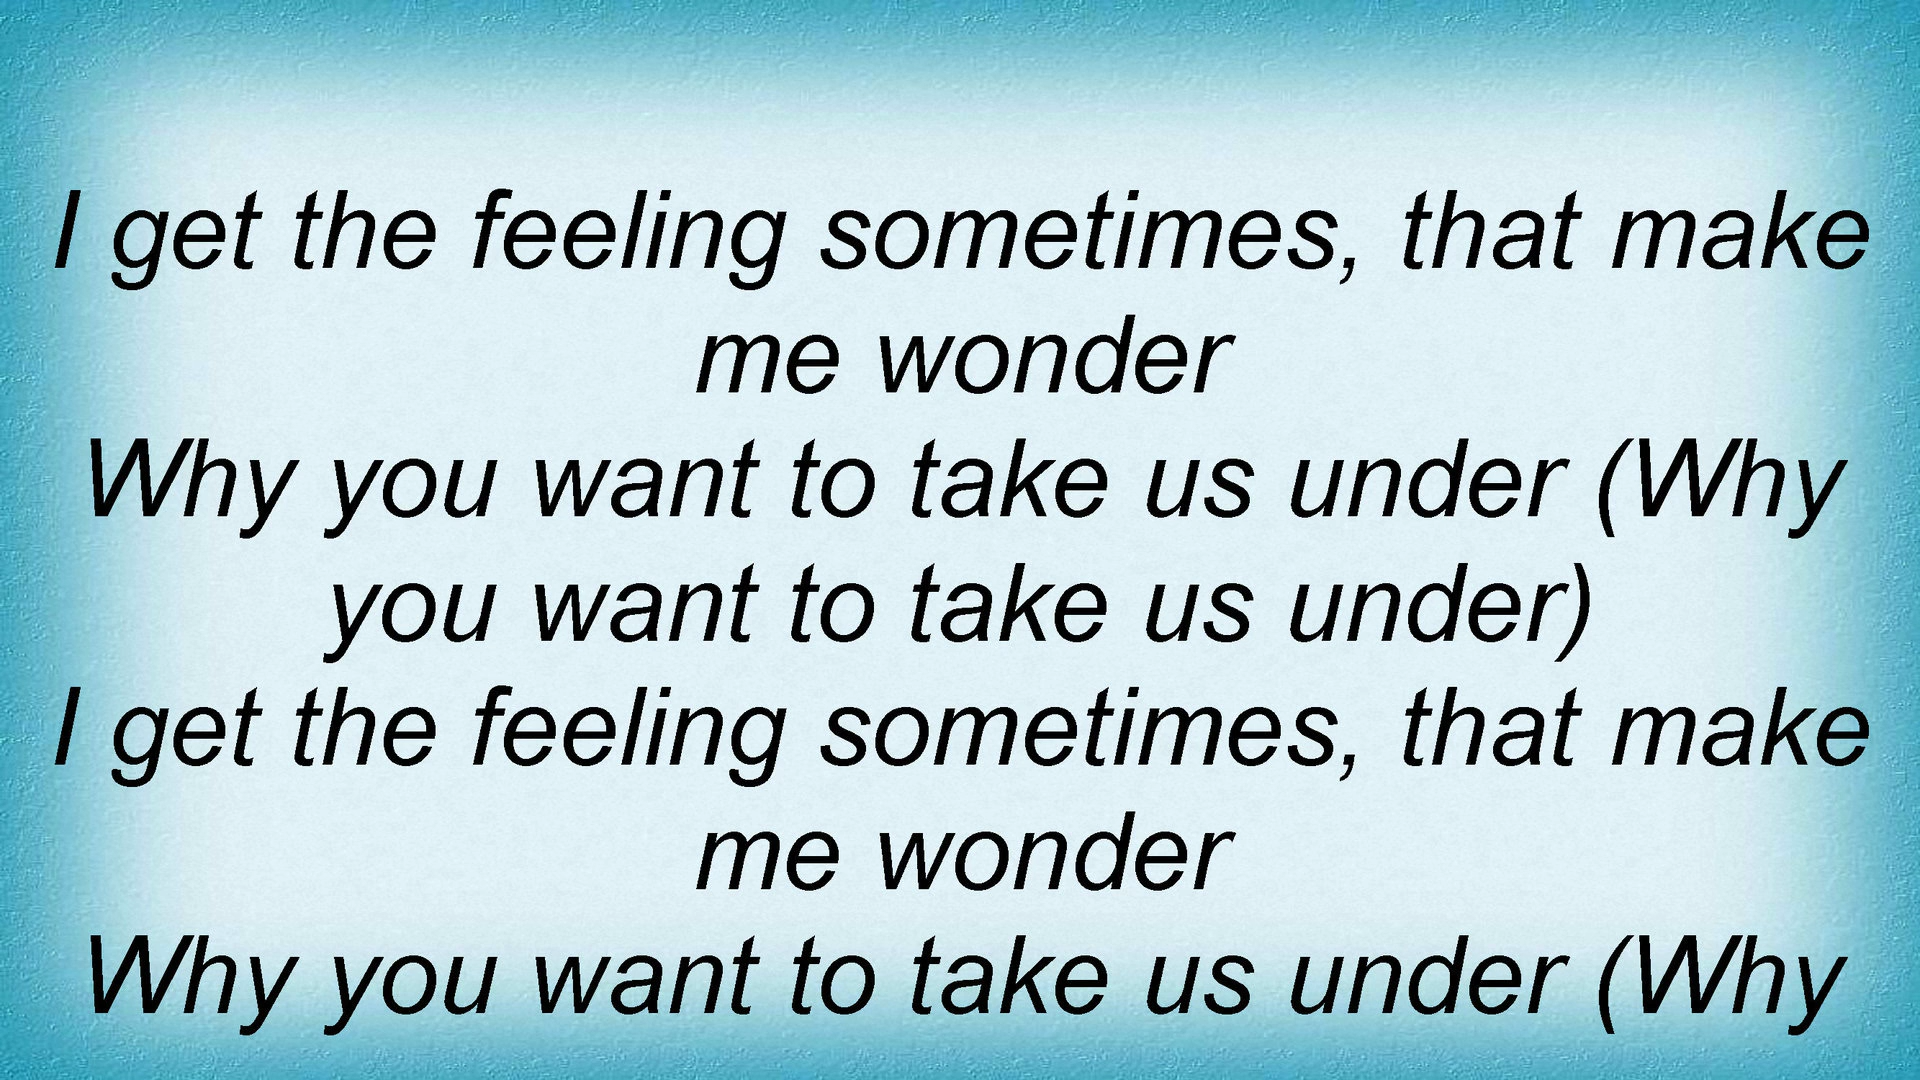 I get the feeling sometimes, that make
me wonder
Why you want to take us under (Why
you want to take us under)
I get the feeling sometimes, that make
me wonder
Why you want to take us under (Why